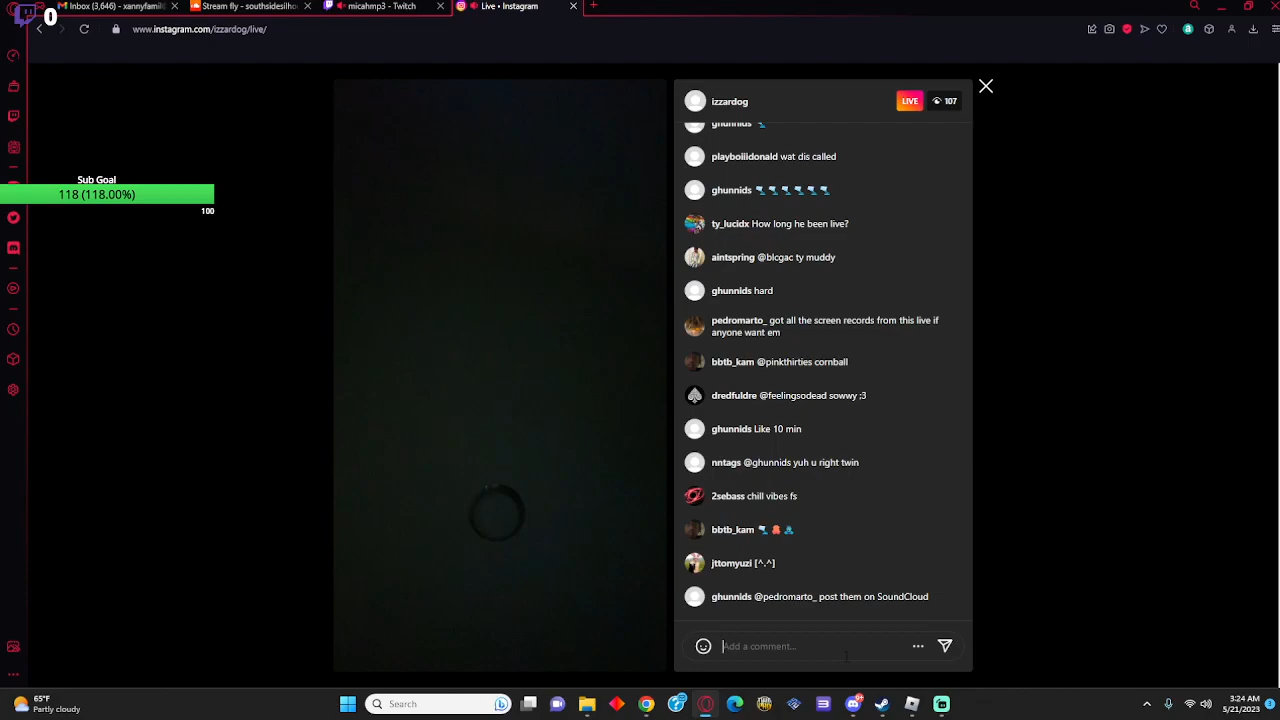 0
Inbox (3,646) - xannyfamil
Stream fly - southsidesilhou
micahmp3 - Twitch
Live • Instagram
www.instagram.com/izzardog/live/
Sub Goal
118 (118.00%)
100
izzardog
LIVE
107
ghunnids
playboiiidonald wat dis called
ghunnids
ty_lucidx How long he been live?
aintspring @blcgac ty muddy
ghunnids hard
pedromarto_ got all the screen records from this live if
anyone want em
bbtb_kam @pinkthirties cornball
dredfuldre @feelingsodead sowwy ;3
ghunnids Like 10 min
nntags @ghunnids yuh u right twin
2sebass chill vibes fs
bbtb_kam
jttomyuzi [^.^]
ghunnids @pedromarto_ post them on SoundCloud
Add a comment...
65°F
Partly cloudy
Search
3:24 AM
5/21/2023